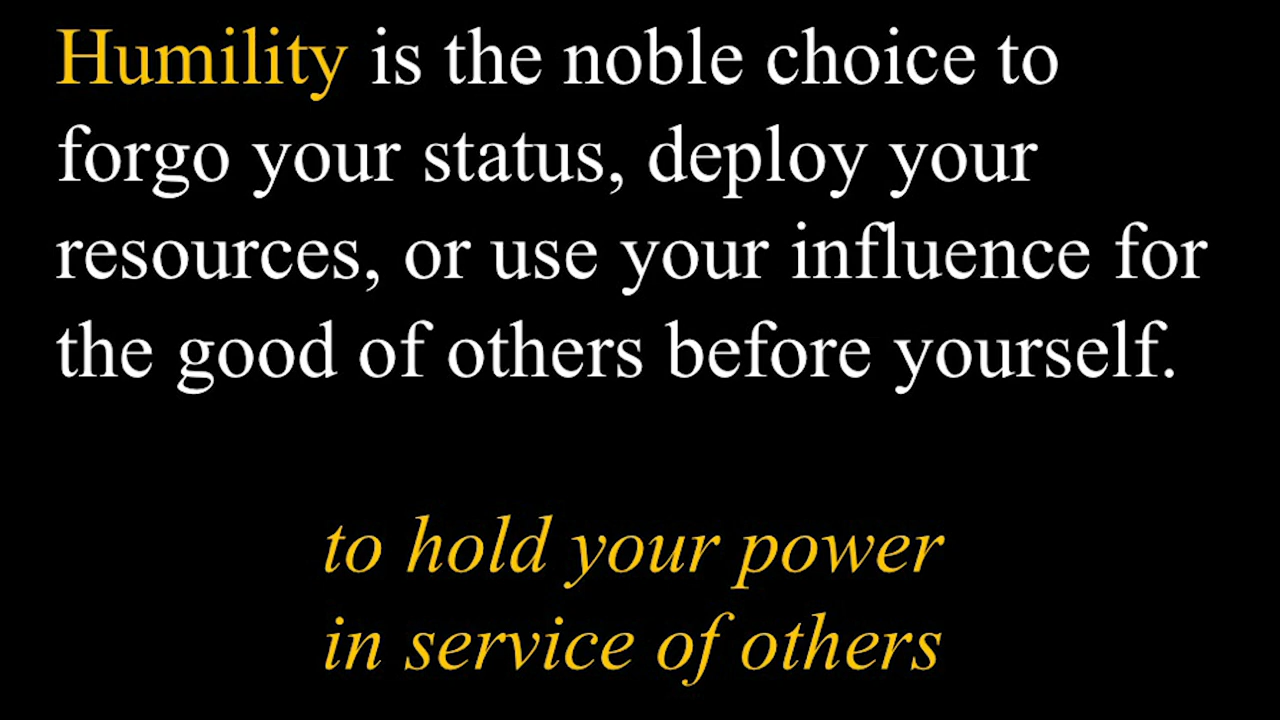 Humility is the noble choice to
forgo your status, deploy your
resources, or use your influence for
the good of others before yourself.
to hold your power
in service of others